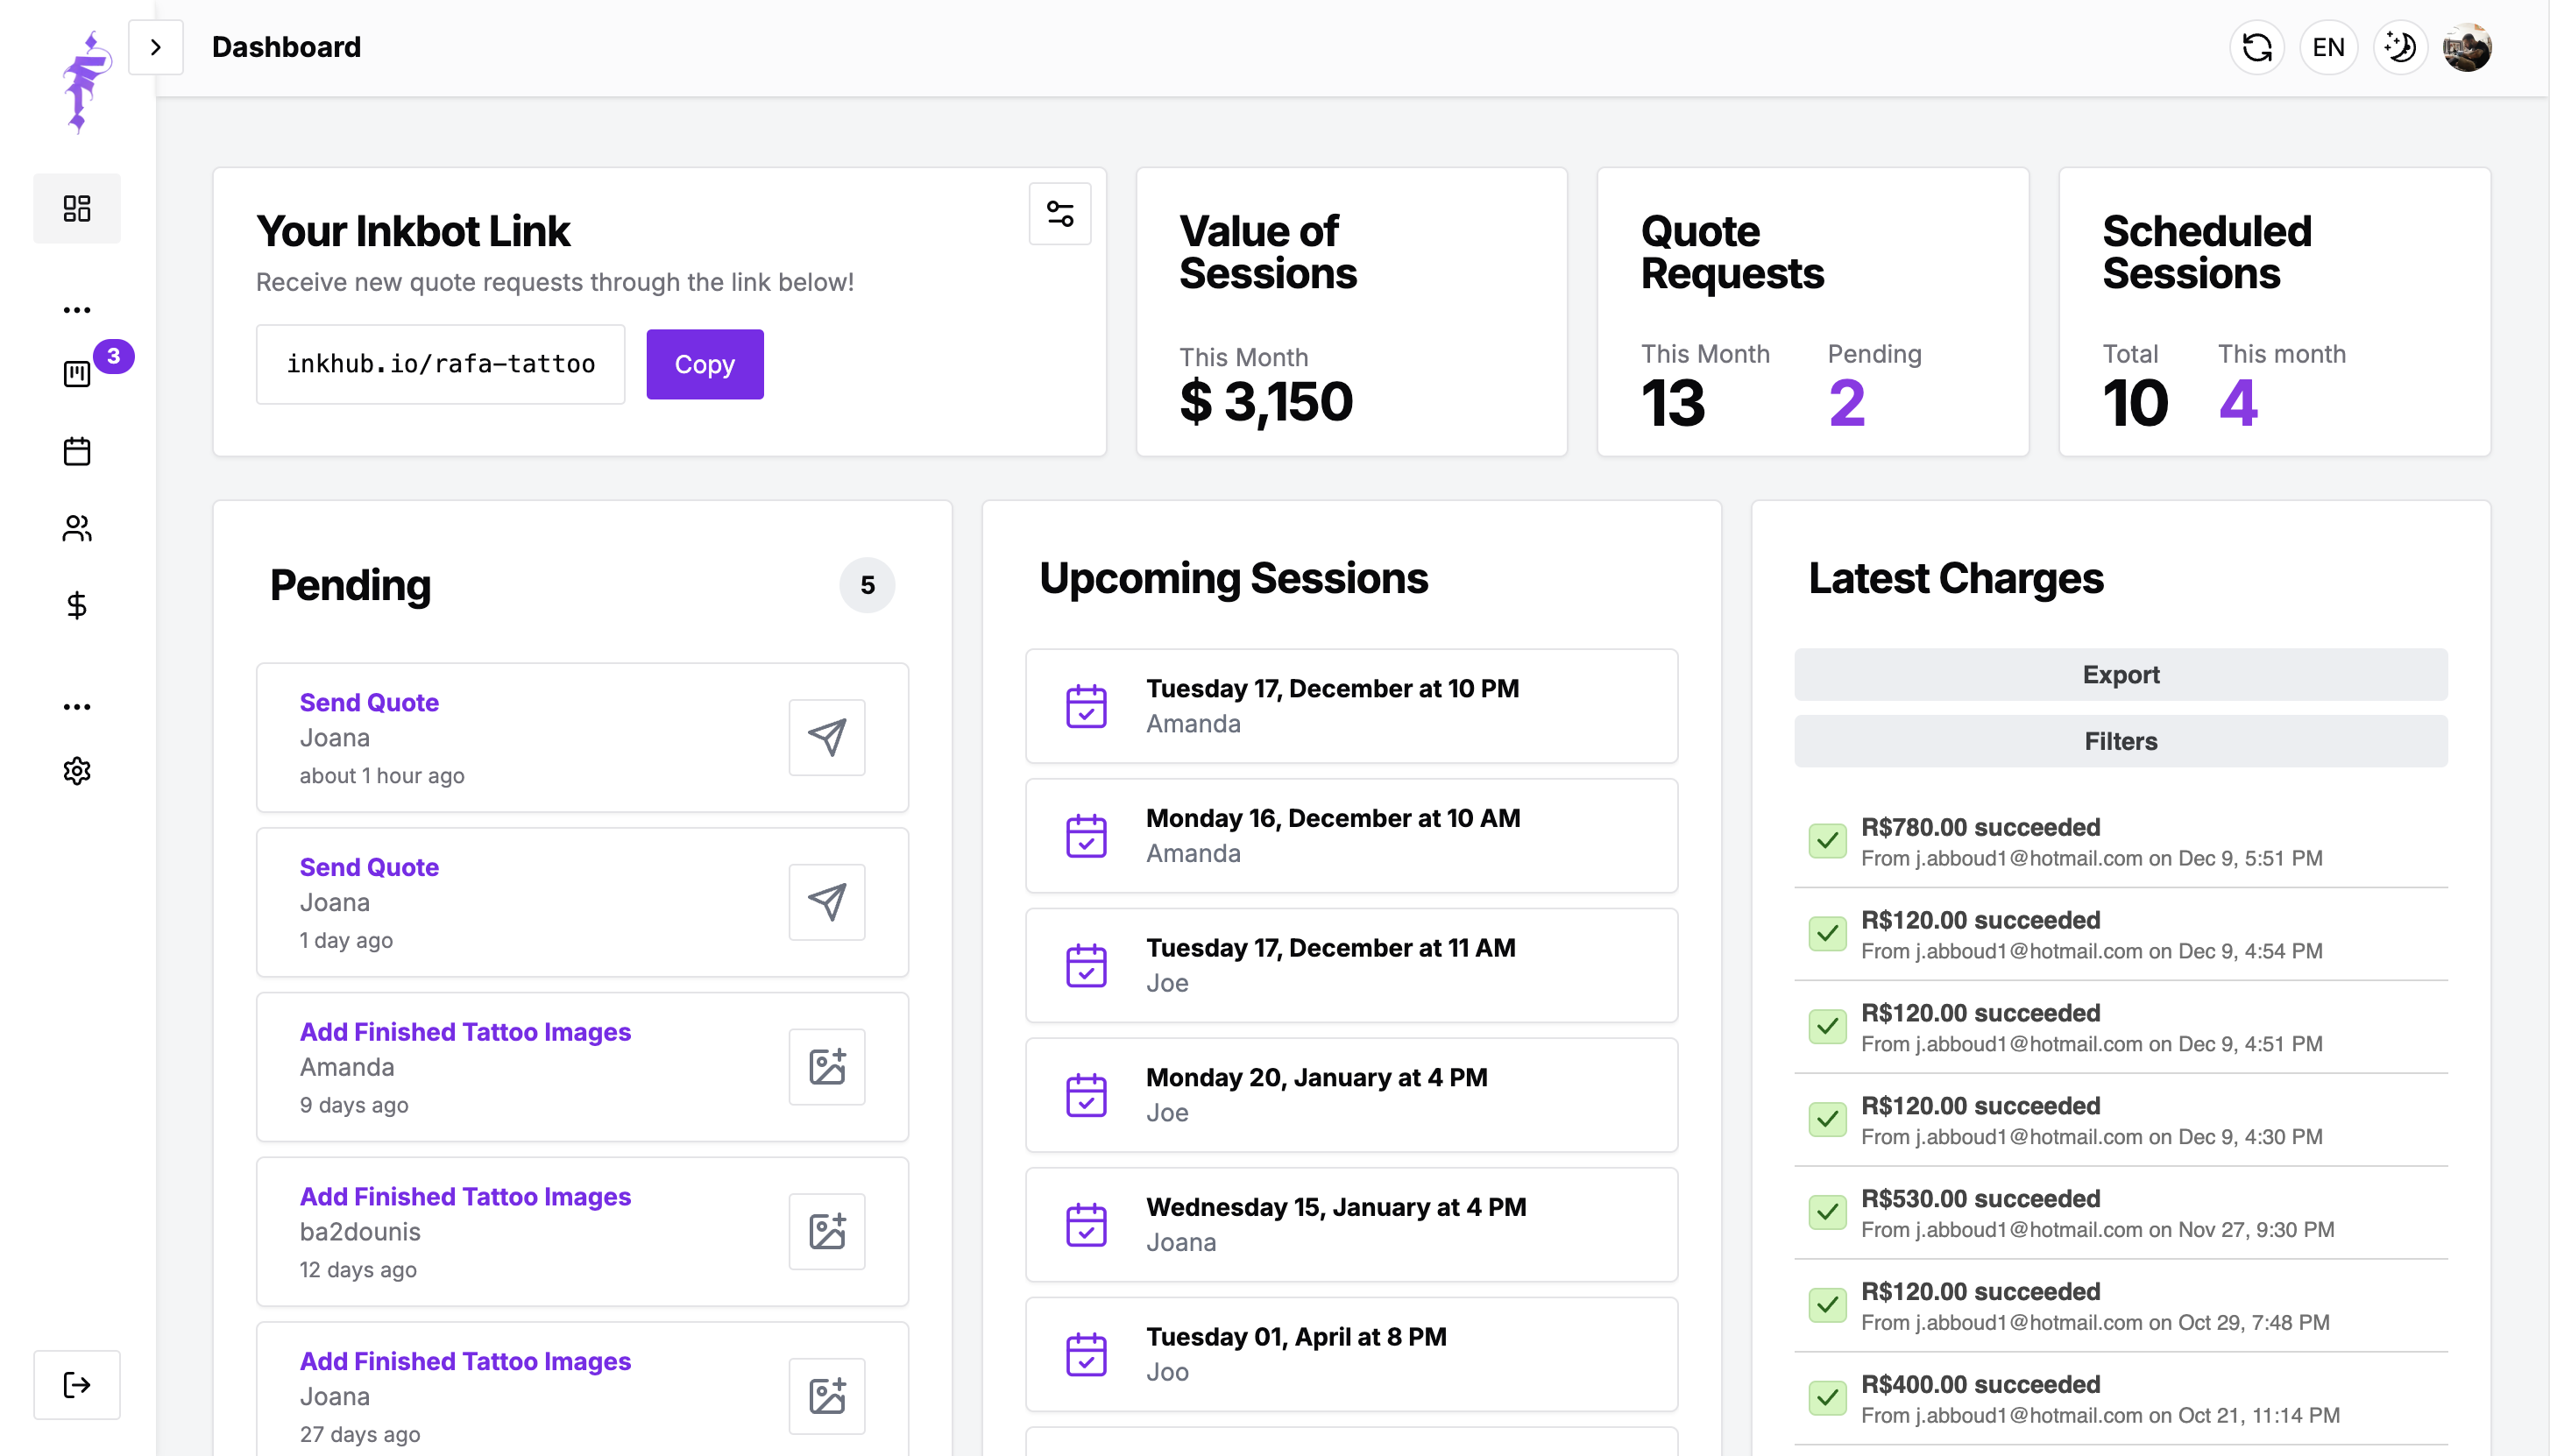 Dashboard
EN
Your Inkbot Link
Receive new quote requests through the link below!
inkhub.io/rafa-tattoo
Copy
Value of
Sessions
This Month
$ 3,150
Quote
Requests
This Month
13
Pending
2
Scheduled
Sessions
Total
10
This month
4
3
Pending
5
Send Quote
Joana
about 1 hour ago
Send Quote
Joana
1 day ago
Add Finished Tattoo Images
Amanda
9 days ago
Add Finished Tattoo Images
ba2dounis
12 days ago
Add Finished Tattoo Images
Joana
27 days ago
Upcoming Sessions
Tuesday 17, December at 10 PM
Amanda
Monday 16, December at 10 AM
Amanda
Tuesday 17, December at 11 AM
Joe
Monday 20, January at 4 PM
Joe
Wednesday 15, January at 4 PM
Joana
Tuesday 01, April at 8 PM
Joo
Latest Charges
Export
Filters
R$780.00 succeeded
From j.abboud1@hotmail.com on Dec 9, 5:51 PM
R$120.00 succeeded
From j.abboud1@hotmail.com on Dec 9, 4:54 PM
R$120.00 succeeded
From j.abboud1@hotmail.com on Dec 9, 4:51 PM
R$120.00 succeeded
From j.abboud1@hotmail.com on Dec 9, 4:30 PM
R$530.00 succeeded
From j.abboud1@hotmail.com on Nov 27, 9:30 PM
R$120.00 succeeded
From j.abboud1@hotmail.com on Oct 29, 7:48 PM
R$400.00 succeeded
From j.abboud1@hotmail.com on Oct 21, 11:14 PM